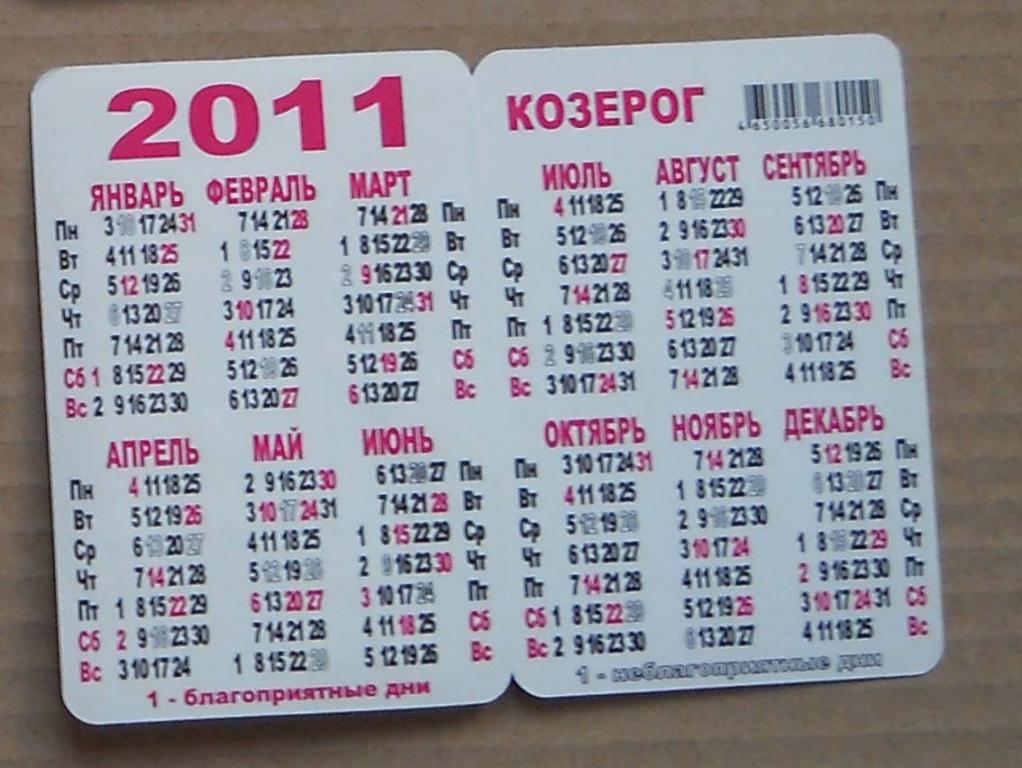 2011
КОЗЕРОГ
4 650056 680150
ЯНВАРЬ ФЕВРАЛЬ МАРТ
Пн 3 10 17 24 31 7 14 21 28 7 14 21 28 Пн
Вт 4 11 18 25 1 8 15 22 1 8 15 22 29 Вт
Ср 5 12 19 26 2 9 16 23 2 9 16 23 30 Ср
Чт 6 13 20 27 3 10 17 24 3 10 17 24 31 Чт
Пт 7 14 21 28 4 11 18 25 4 11 18 25 Пт
Сб 1 8 15 22 29 5 12 19 26 5 12 19 26 Сб
Вс 2 9 16 23 30 6 13 20 27 6 13 20 27 Вс
АПРЕЛЬ МАЙ ИЮНЬ
Пн 4 11 18 25 2 9 16 23 30 6 13 20 27 Пн
Вт 5 12 19 26 3 10 17 24 31 7 14 21 28 Вт
Ср 6 13 20 27 4 11 18 25 1 8 15 22 29 Ср
Чт 7 14 21 28 5 12 19 26 2 9 16 23 30 Чт
Пт 1 8 15 22 29 6 13 20 27 3 10 17 24 Пт
Сб 2 9 16 23 30 7 14 21 28 4 11 18 25 Сб
Вс 3 10 17 24 1 8 15 22 29 5 12 19 26 Вс
1 - благоприятные дни
ИЮЛЬ АВГУСТ СЕНТЯБРЬ
Пн 4 11 18 25 1 8 15 22 29 5 12 19 26 Пн
Вт 5 12 19 26 2 9 16 23 30 6 13 20 27 Вт
Ср 6 13 20 27 3 10 17 24 31 7 14 21 28 Ср
Чт 7 14 21 28 4 11 18 25 1 8 15 22 29 Чт
Пт 1 8 15 22 29 5 12 19 26 2 9 16 23 30 Пт
Сб 2 9 16 23 30 6 13 20 27 3 10 17 24 Сб
Вс 3 10 17 24 31 7 14 21 28 4 11 18 25 Вс
ОКТЯБРЬ НОЯБРЬ ДЕКАБРЬ
Пн 3 10 17 24 31 7 14 21 28 5 12 19 26 Пн
Вт 4 11 18 25 1 8 15 22 29 6 13 20 27 Вт
Ср 5 12 19 26 2 9 16 23 30 7 14 21 28 Ср
Чт 6 13 20 27 3 10 17 24 1 8 15 22 29 Чт
Пт 7 14 21 28 4 11 18 25 2 9 16 23 30 Пт
Сб 1 8 15 22 29 5 12 19 26 3 10 17 24 31 Сб
Вс 2 9 16 23 30 6 13 20 27 4 11 18 25 Вс
1 - неблагоприятные дни